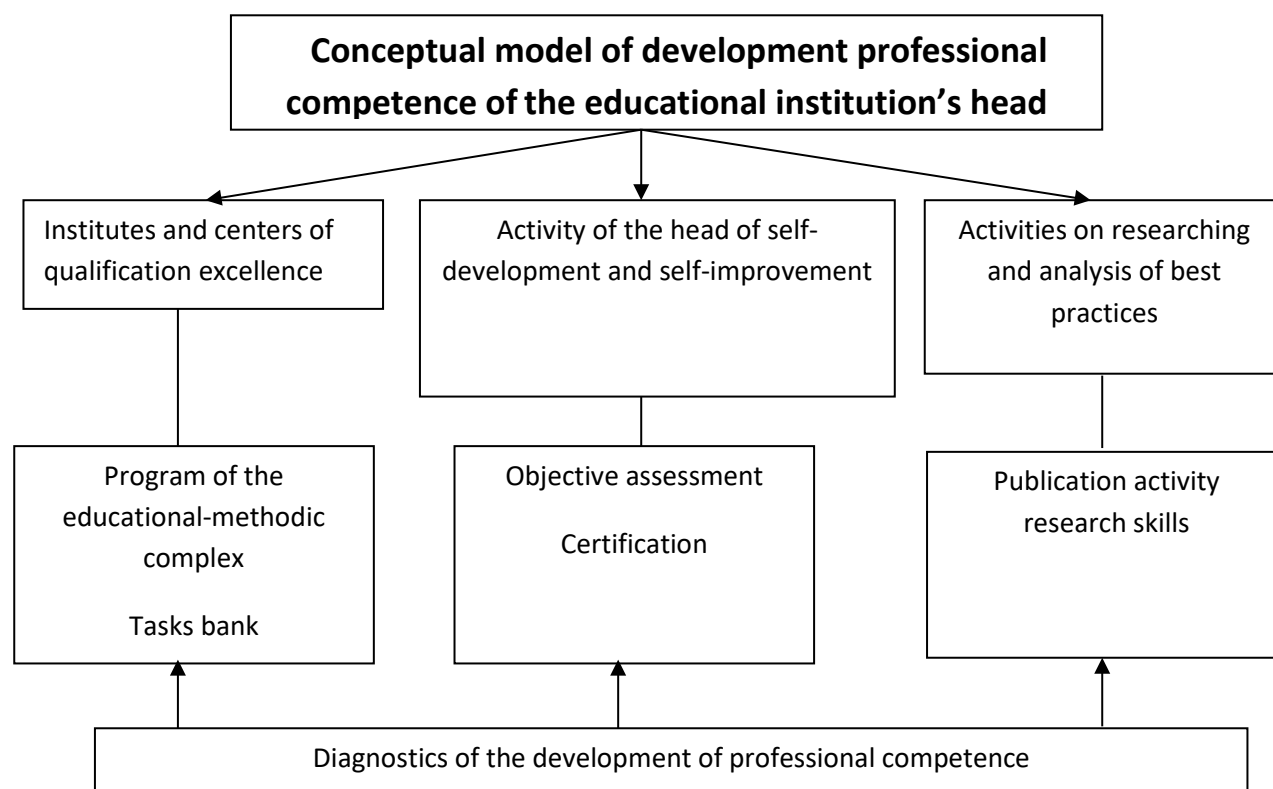 Conceptual model of development professional
competence of the educational institution’s head
Institutes and centers of
qualification excellence
Activity of the head of self-
development and self-improvement
Activities on researching
and analysis of best
practices
Program of the
educational-methodic
complex
Tasks bank
Objective assessment
Certification
Publication activity
research skills
Diagnostics of the development of professional competence